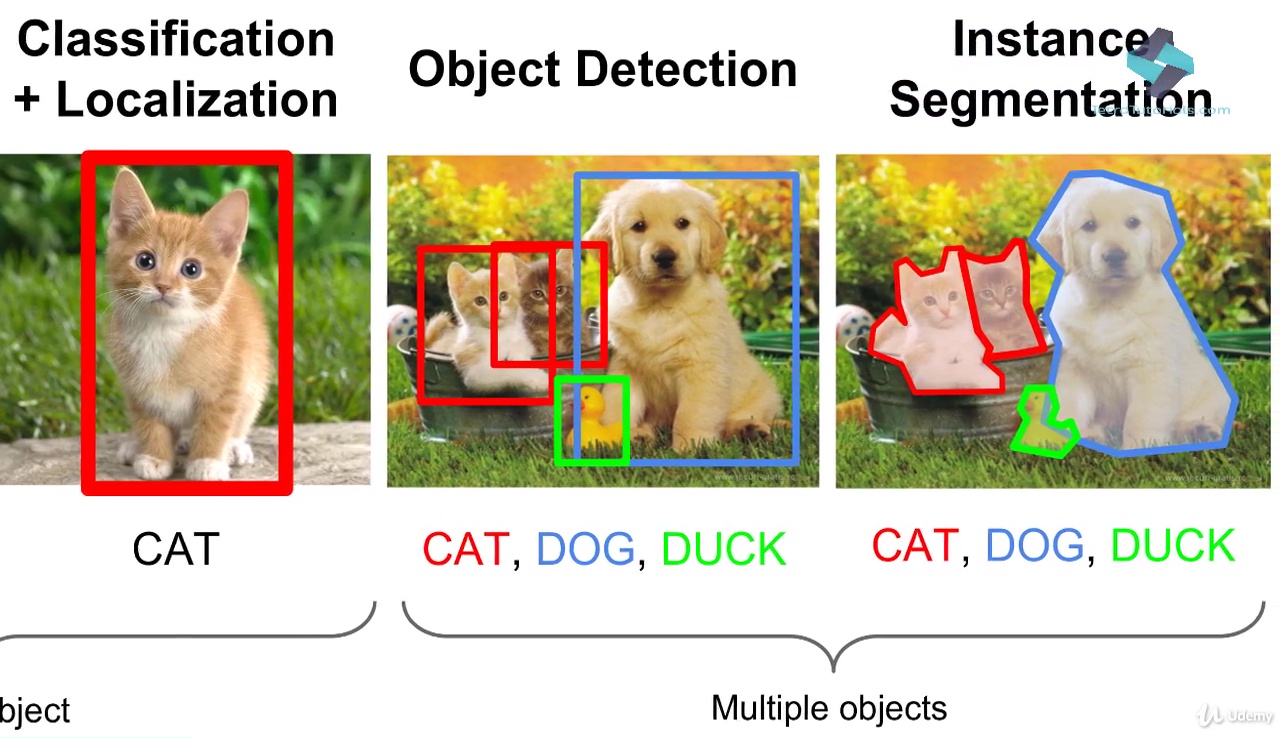 Classification
+ Localization
Object Detection
Instance
Segmentation
CAT
CAT, DOG, DUCK
CAT, DOG, DUCK
bject
Multiple objects
Udemy